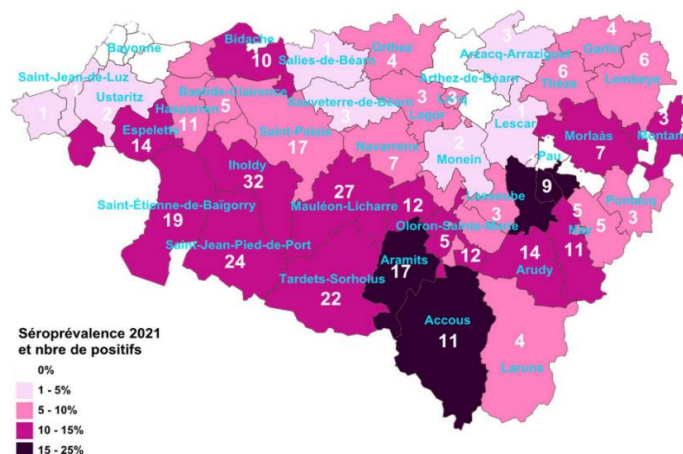 Bayonne
Bidache
10
1
Salies-de-Béarn
Orthez
4
3
Arzacq-Arraziguet
4
Garlin
Saint-Jean-de-Luz
1
1
Ustaritz
2
Bastide-Clairence
5
Hasparren
11
Sauveterre-de-Béarn
3
Arthez-de-Béarn
3
Lagor
3
6
Thèze
6
Lembeye
Espelette
14
Saint-Palais
17
Navarrenx
7
2
Monein
1
Lescar
Morlaàs
7
3
Pau
9
Iholdy
32
27
Mauléon-Licharre
12
Lasseube
3
Pontacq
3
5
5
Saint-Étienne-de-Baïgorry
19
Oloron-Sainte-Marie
5
12
Nay
11
Saint-Jean-Pied-de-Port
24
Tardets-Sorholus
22
Aramits
17
14
Arudy
Accous
11
4
Laruns
Séroprévalence 2021
et nbre de positifs
0%
1 - 5%
5 - 10%
10 - 15%
15 - 25%